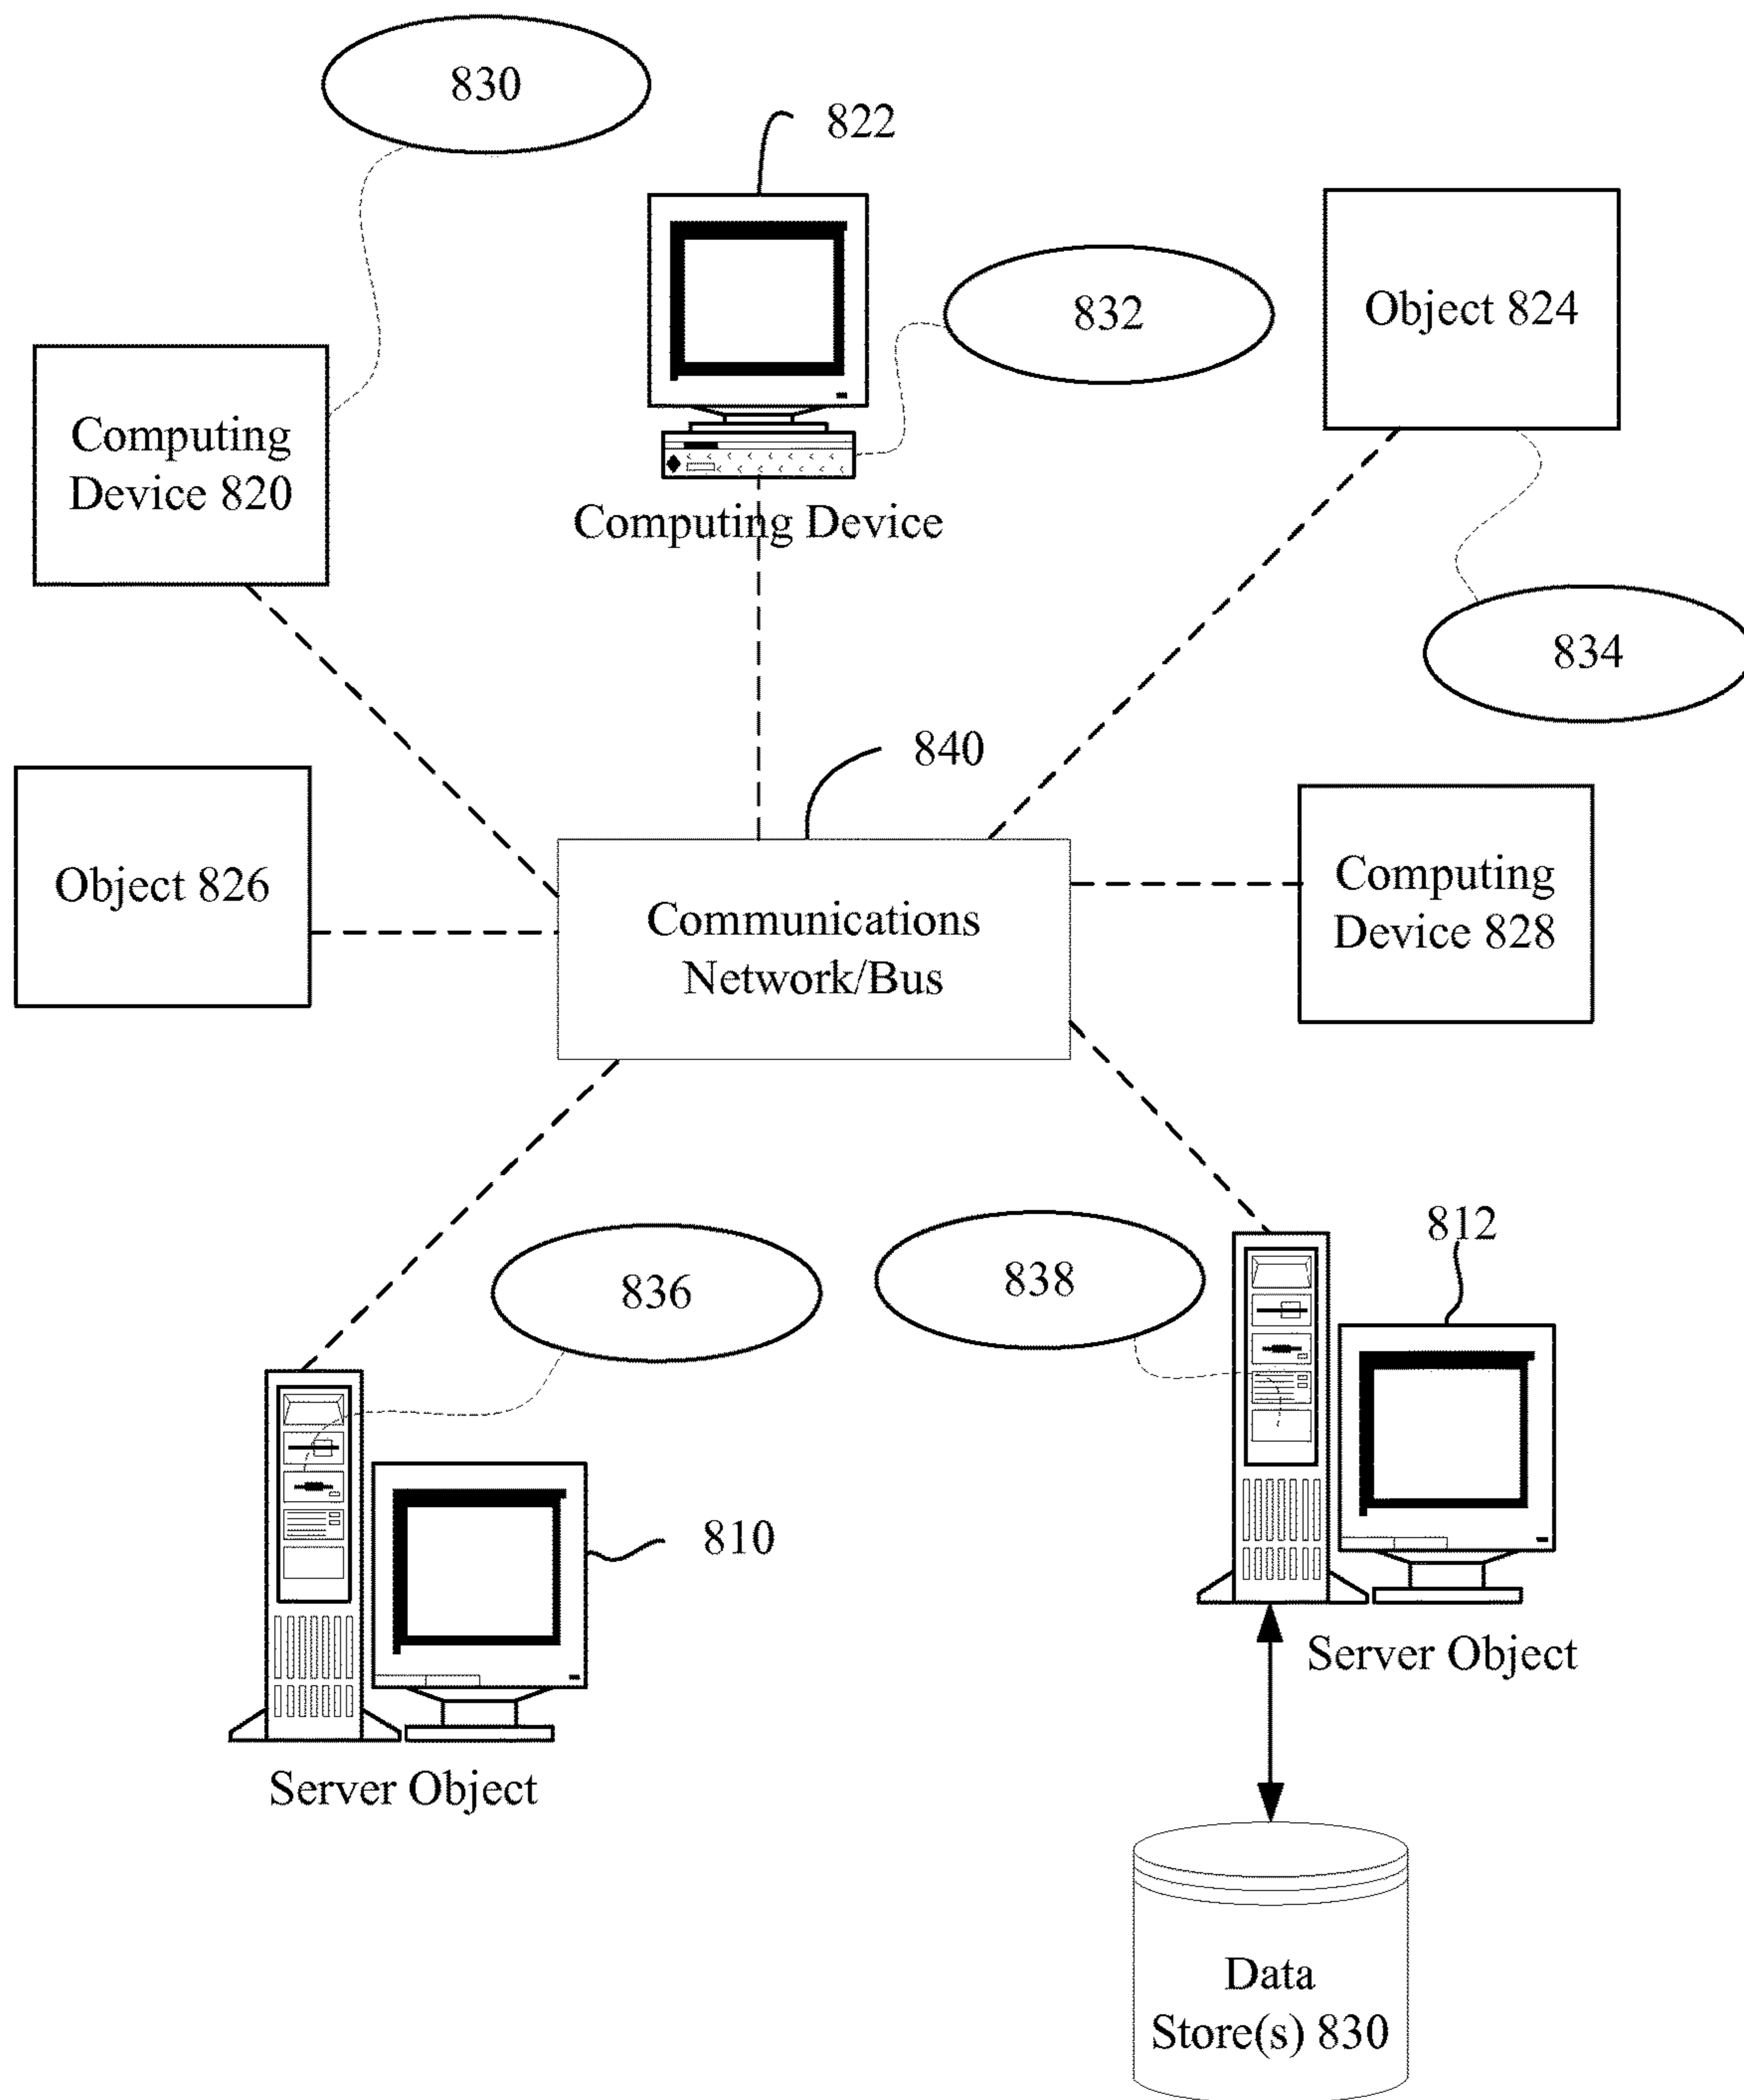 830
822
832
Object 824
Computing
Device 820
Computing Device
834
840
Object 826
Communications
Network/Bus
Computing
Device 828
836
838
812
810
Server Object
Server Object
Data
Store(s) 830